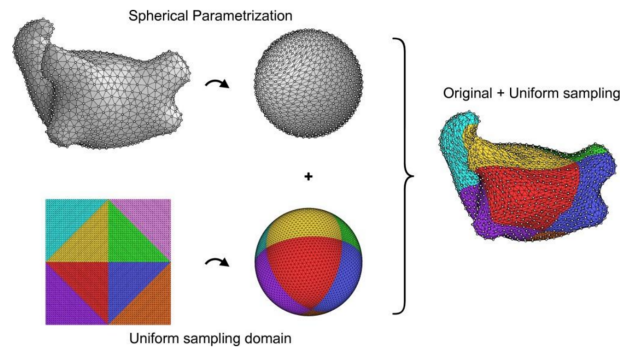 Spherical Parametrization
Original + Uniform sampling
+
Uniform sampling domain